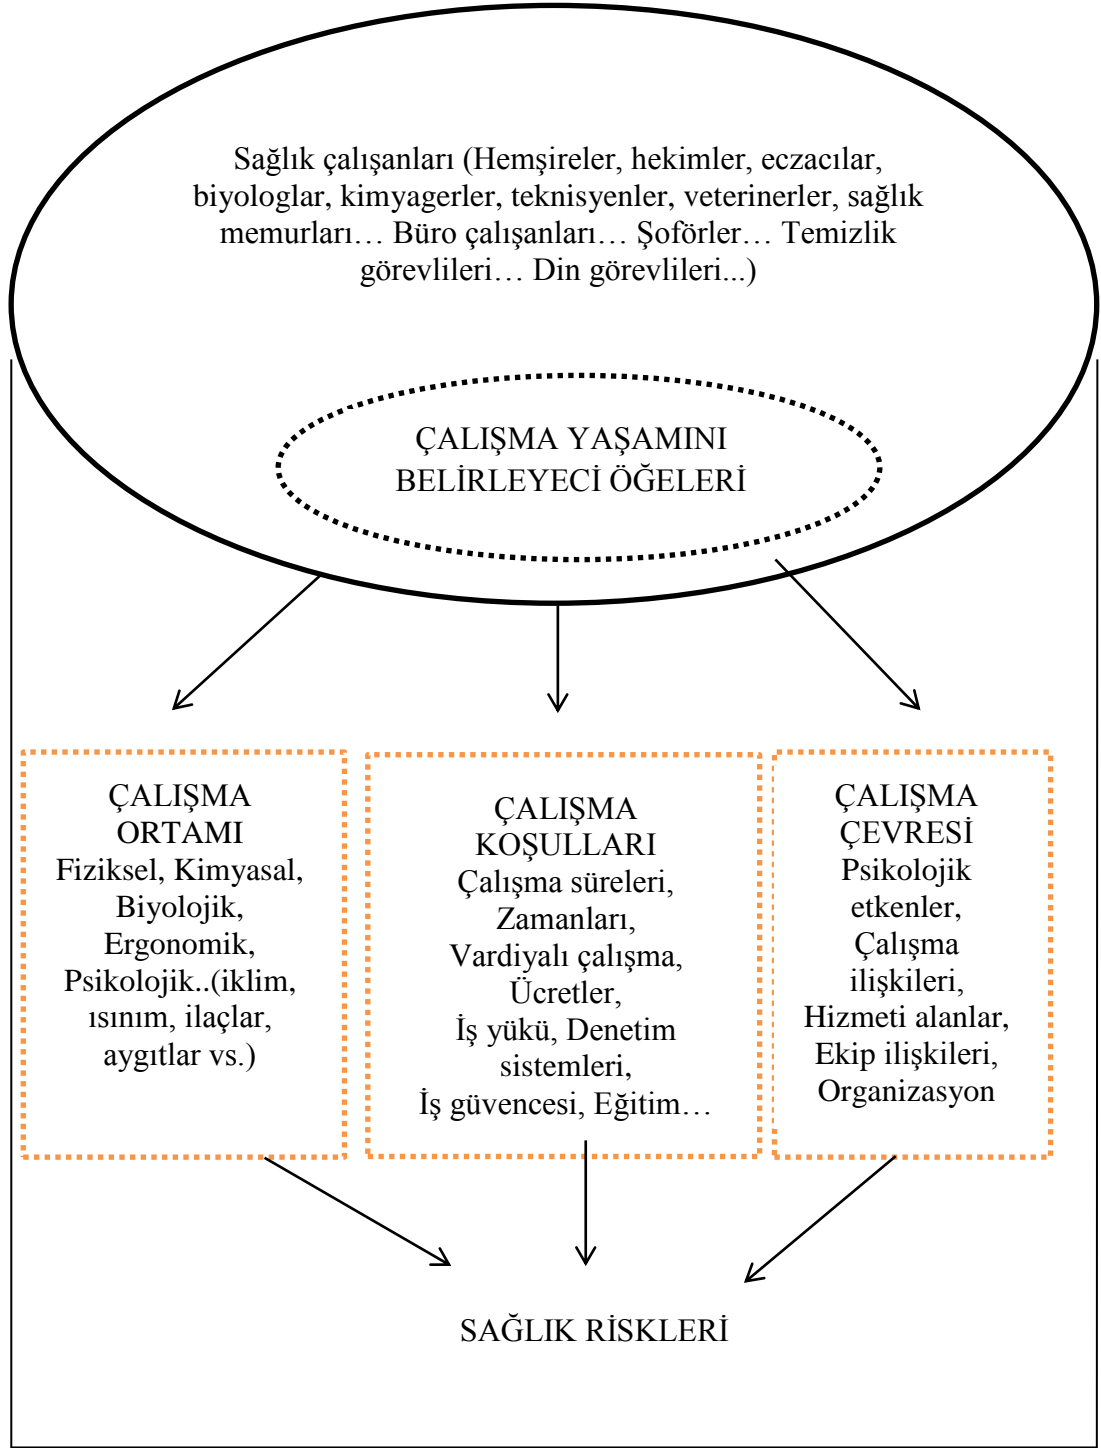 Sağlık çalışanları (Hemşireler, hekimler, eczacılar,
biyologlar, kimyagerler, teknisyenler, veterinerler, sağlık
memurları… Büro çalışanları… Şoförler… Temizlik
görevlileri… Din görevlileri...)
ÇALIŞMA YAŞAMINI
BELİRLEYECİ ÖĞELERİ
ÇALIŞMA
ORTAMI
Fiziksel, Kimyasal,
Biyolojik,
Ergonomik,
Psikolojik..(iklim,
ısınım, ilaçlar,
aygıtlar vs.)
ÇALIŞMA
KOŞULLARI
Çalışma süreleri,
Zamanları,
Vardiyalı çalışma,
Ücretler,
İş yükü, Denetim
sistemleri,
İş güvencesi, Eğitim…
ÇALIŞMA
ÇEVRESİ
Psikolojik
etkenler,
Çalışma
ilişkileri,
Hizmeti alanlar,
Ekip ilişkileri,
Organizasyon
SAĞLIK RİSKLERİ